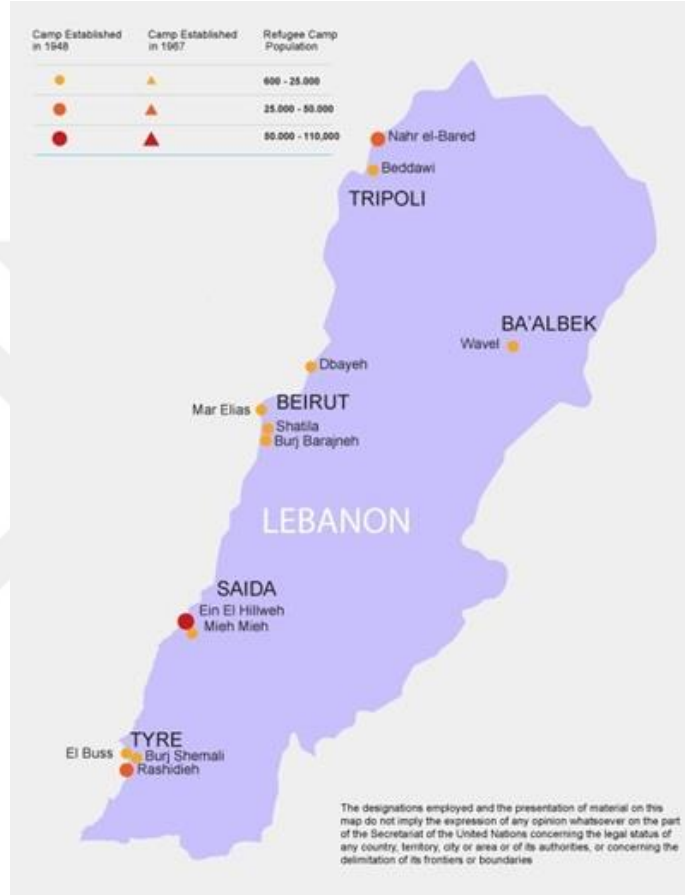 Camp Established in 1948
Camp Established in 1967
Refugee Camp Population
600 - 25.000
25.000 - 50.000
50.000 - 110,000
Nahr el-Bared
Beddawi
TRIPOLI
BA'ALBEK
Wavel
Dbayeh
BEIRUT
Mar Elias
Shatila
Burj Barajneh
LEBANON
SAIDA
Ein El Hillweh
Mieh Mieh
TYRE
El Buss
Burj Shemali
Rashidieh
The designations employed and the presentation of material on this
map do not imply the expression of any opinion whatsoever on the part
of the Secretariat of the United Nations concerning the legal status of
any country, territory, city or area or of its authorities, or concerning the
delimitation of its frontiers or boundaries